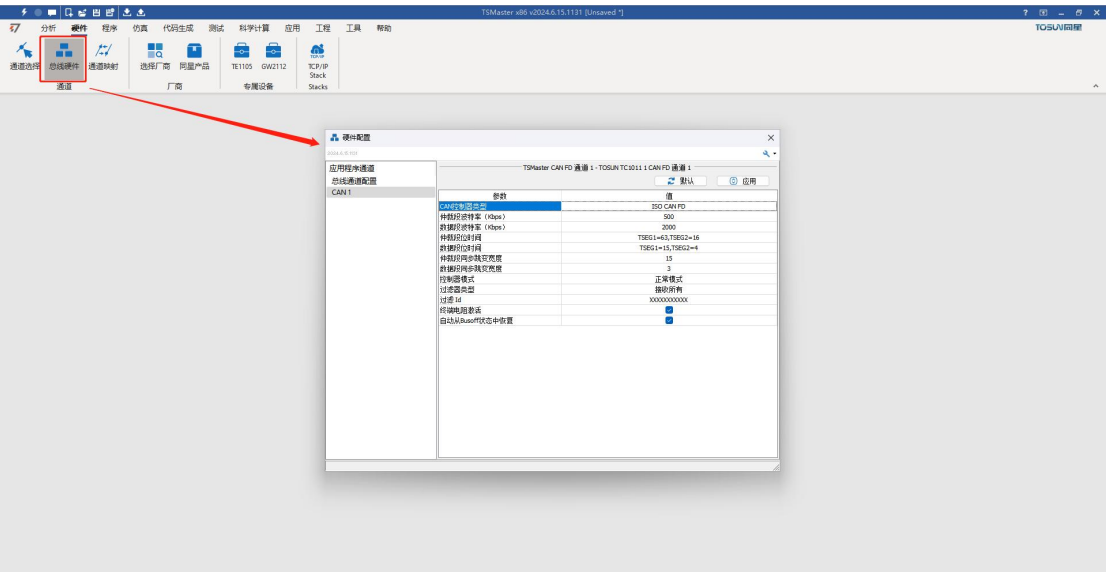 TSMaster x86 v2024.6.15.1131 [Unsaved *]
分析 硬件 程序 仿真 代码生成 测试 科学计算 应用 工程 工具 帮助
TOSUN同星
通道选择 总线硬件 通道映射 选择厂商 同星产品 TE1105 GW2112 TCP/IP Stack
通道 厂商 专属设备 Stacks
硬件配置
应用程序通道
总线通道配置
CAN 1
TSMaster CAN FD 通道 1 - TOSUN TC1011 1 CAN FD 通道 1
默认 应用
参数 值
CAN控制器类型 ISO CAN FD
仲裁段波特率（Kbps） 500
数据段波特率（Kbps） 2000
仲裁段位时间 TSEG1=63,TSEG2=16
数据段位时间 TSEG1=15,TSEG2=4
仲裁段同步跳变宽度 15
数据段同步跳变宽度 3
控制器模式 正常模式
过滤器类型 接收所有
过滤 Id XXXXXXXXXXX
终端电阻激活
自动从Busoff状态中恢复